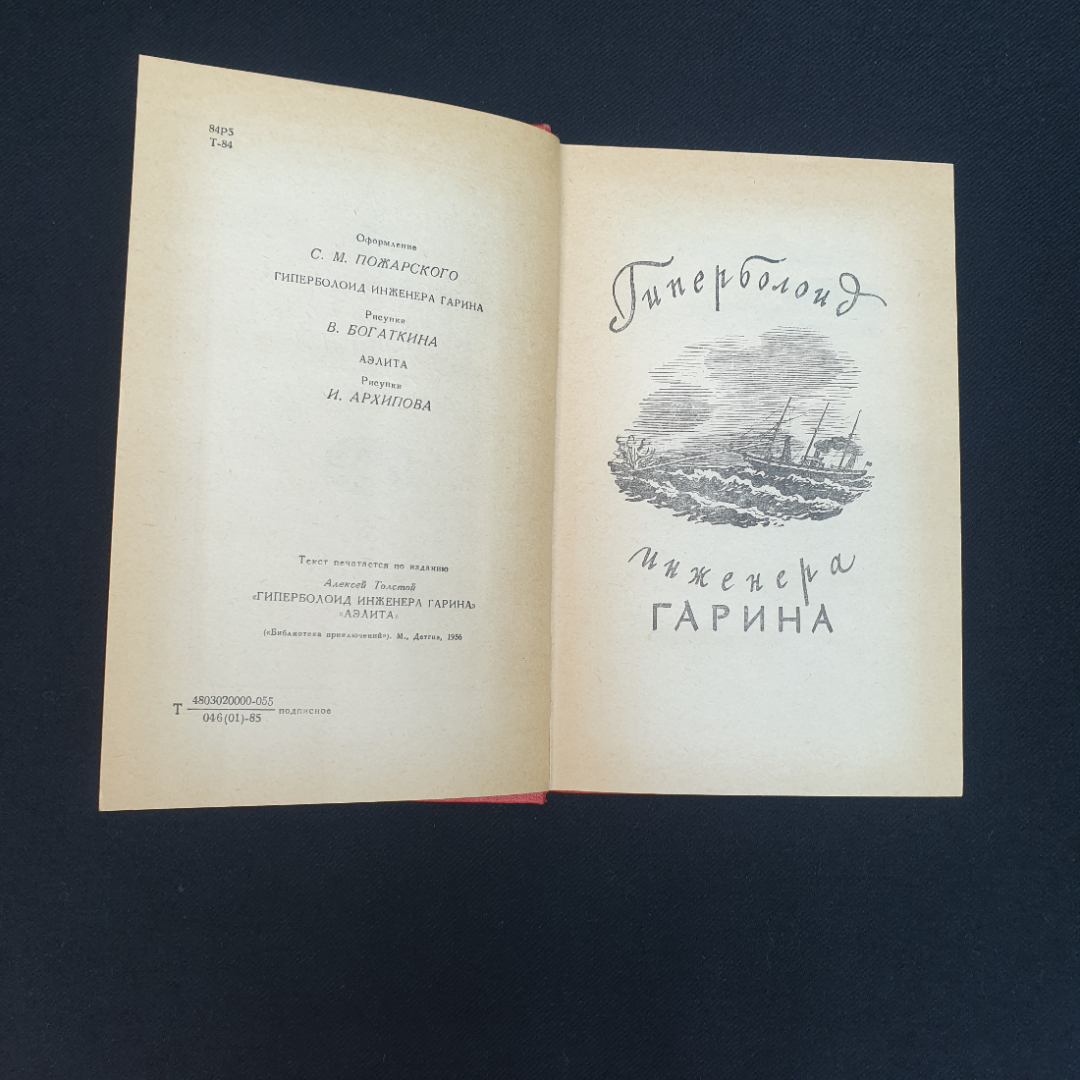 84Р5
Т-84
Оформление
С. М. ПОЖАРСКОГО
ГИПЕРБОЛОИД ИНЖЕНЕРА ГАРИНА
Рисунки
В. БОГАТКИНА
АЭЛИТА
Рисунки
И. АРХИПОВА
Текст печатается по изданию
Алексей Толстой
«ГИПЕРБОЛОИД ИНЖЕНЕРА ГАРИНА»
«АЭЛИТА»
(«Библиотека приключений»). М., Детгиз, 1956
Т 4803020000-055
046(01)-85 подписное
Гиперболоид
инженера
ГАРИНА